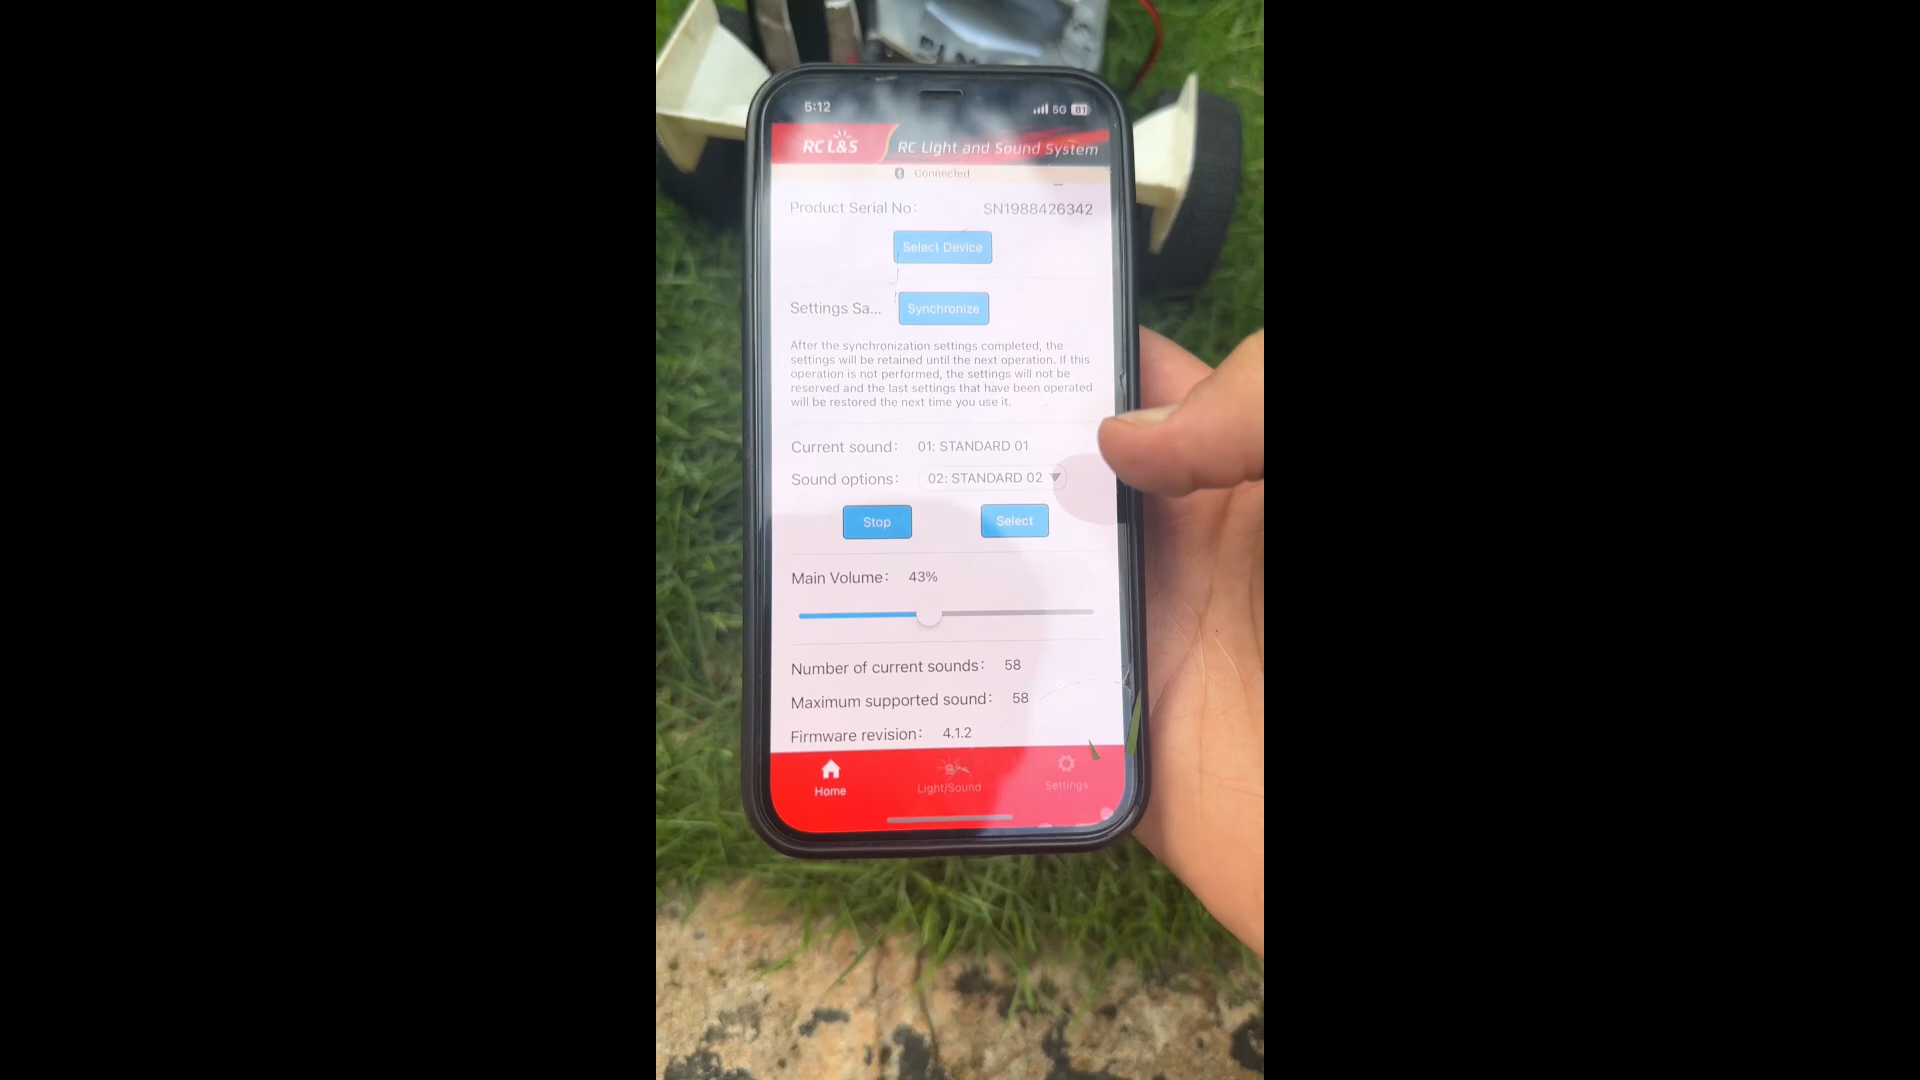 5:12
5G 81
RC L&S
RC Light and Sound System
Connected
Product Serial No:
SN1988426342
Select Device
Settings Sa...
Synchronize
After the synchronization settings completed, the
settings will be retained until the next operation. If this
operation is not performed, the settings will not be
reserved and the last settings that have been operated
will be restored the next time you use it.
Current sound:
01: STANDARD 01
Sound options:
02: STANDARD 02
Stop
Select
Main Volume:
43%
Number of current sounds:
58
Maximum supported sound:
58
Firmware revision:
4.1.2
Home
Light/Sound
Settings